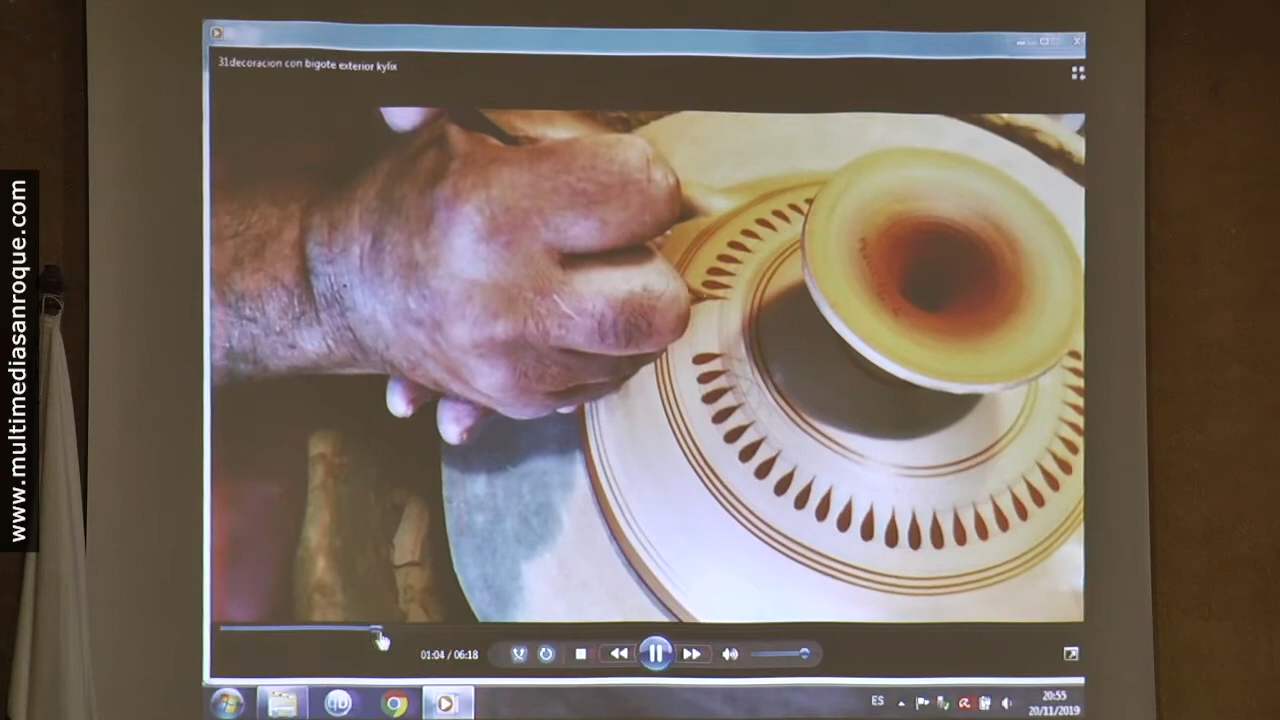 www.multimediasanroque.com
31decoracion con bigote exterior kylix
01:04 / 06:18
ES
20:55
20/11/2019